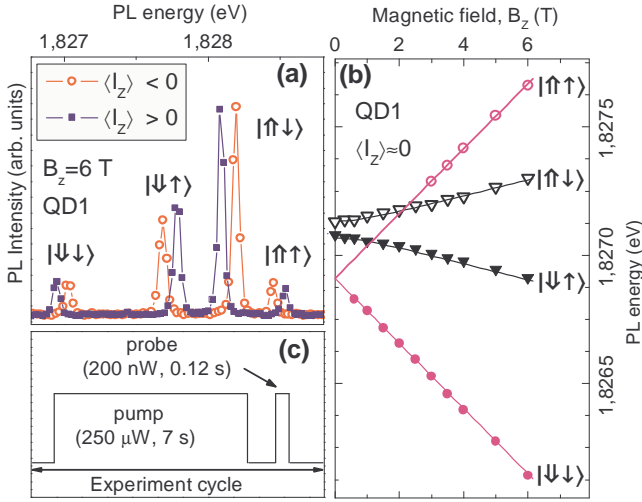 PL energy (eV)
1,827
1,828
PL Intensity (arb. units)
⟨I_Z⟩ < 0
⟨I_Z⟩ > 0
(a)
B_Z=6 T
QD1
|⇓↓⟩
|⇓↑⟩
|⇑↓⟩
|⇑↑⟩
probe
(200 nW, 0.12 s)
(c)
pump
(250 μW, 7 s)
Experiment cycle
Magnetic field, B_Z (T)
0
2
4
6
(b)
QD1
⟨I_Z⟩≈0
|⇑↑⟩
|⇑↓⟩
|⇓↑⟩
|⇓↓⟩
1,8275
1,8270
1,8265
PL energy (eV)